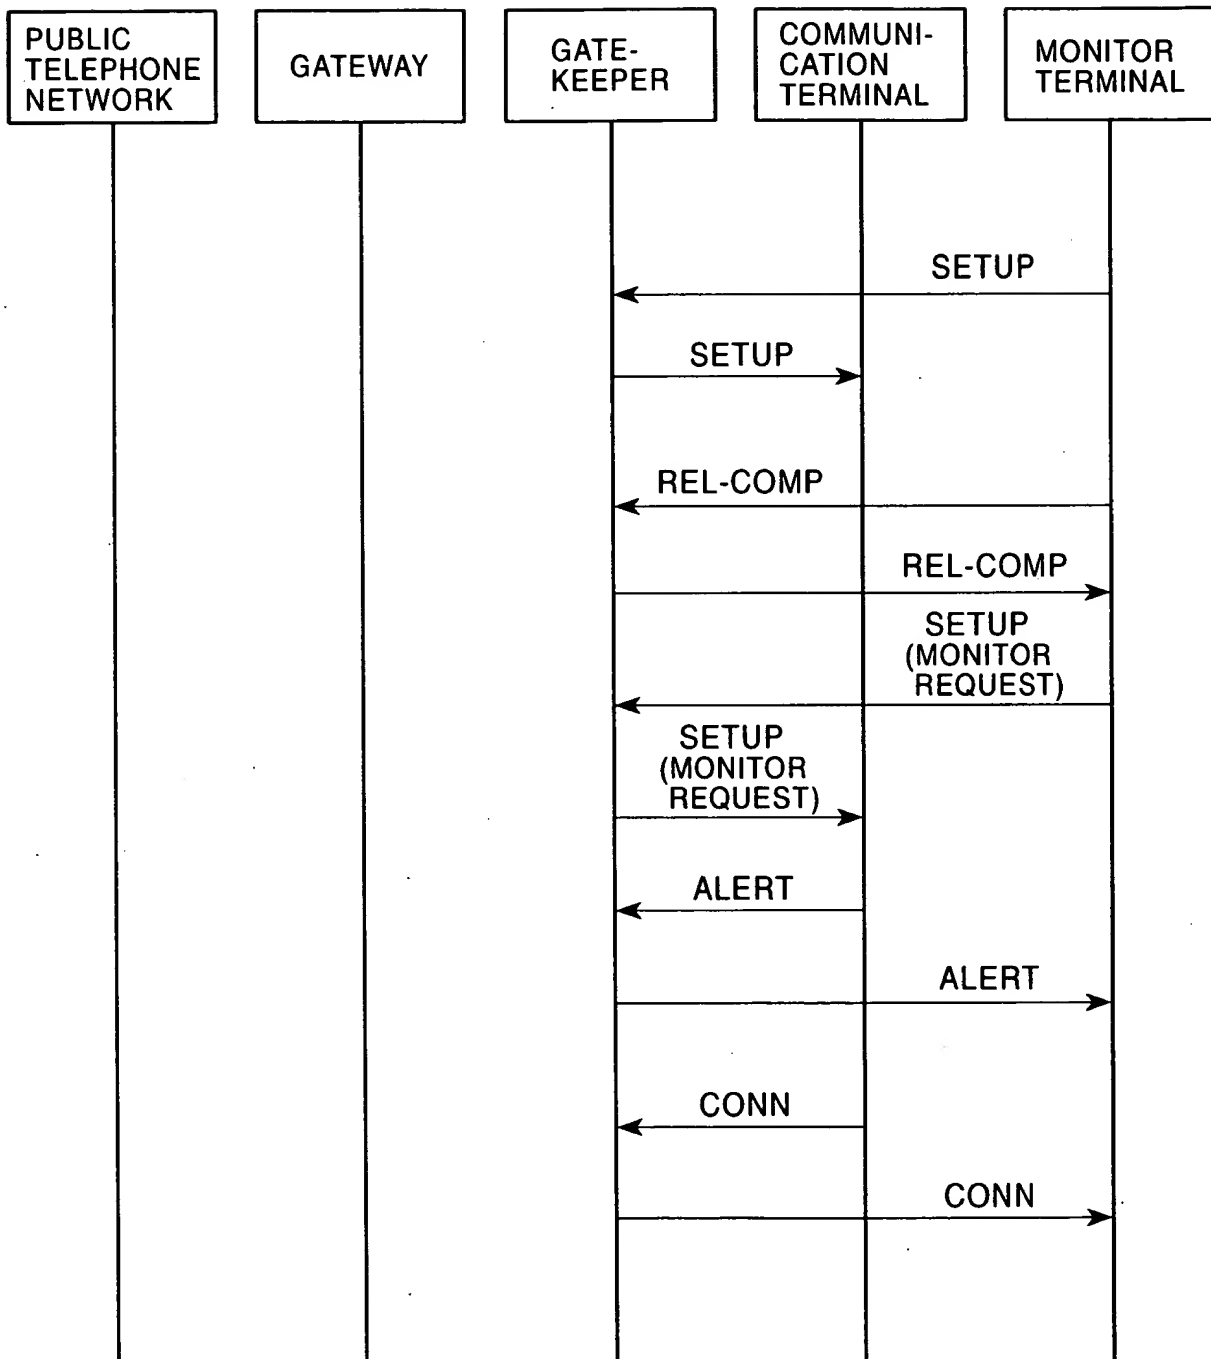 PUBLIC
TELEPHONE
NETWORK
GATEWAY
GATE-
KEEPER
COMMUNI-
CATION
TERMINAL
MONITOR
TERMINAL
SETUP
SETUP
REL-COMP
REL-COMP
SETUP
(MONITOR
REQUEST)
SETUP
(MONITOR
REQUEST)
ALERT
ALERT
CONN
CONN